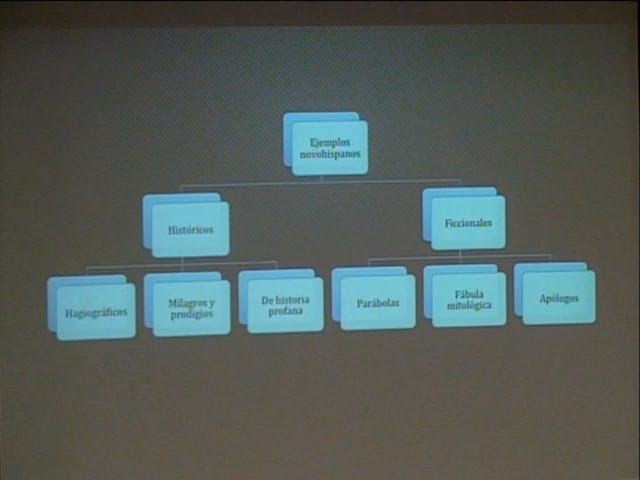 Ejemplos
novohispanos
Históricos
Ficcionales
Hagiográficos
Milagros y
prodigios
De historia
profana
Parábolas
Fábula
mitológica
Apólogos